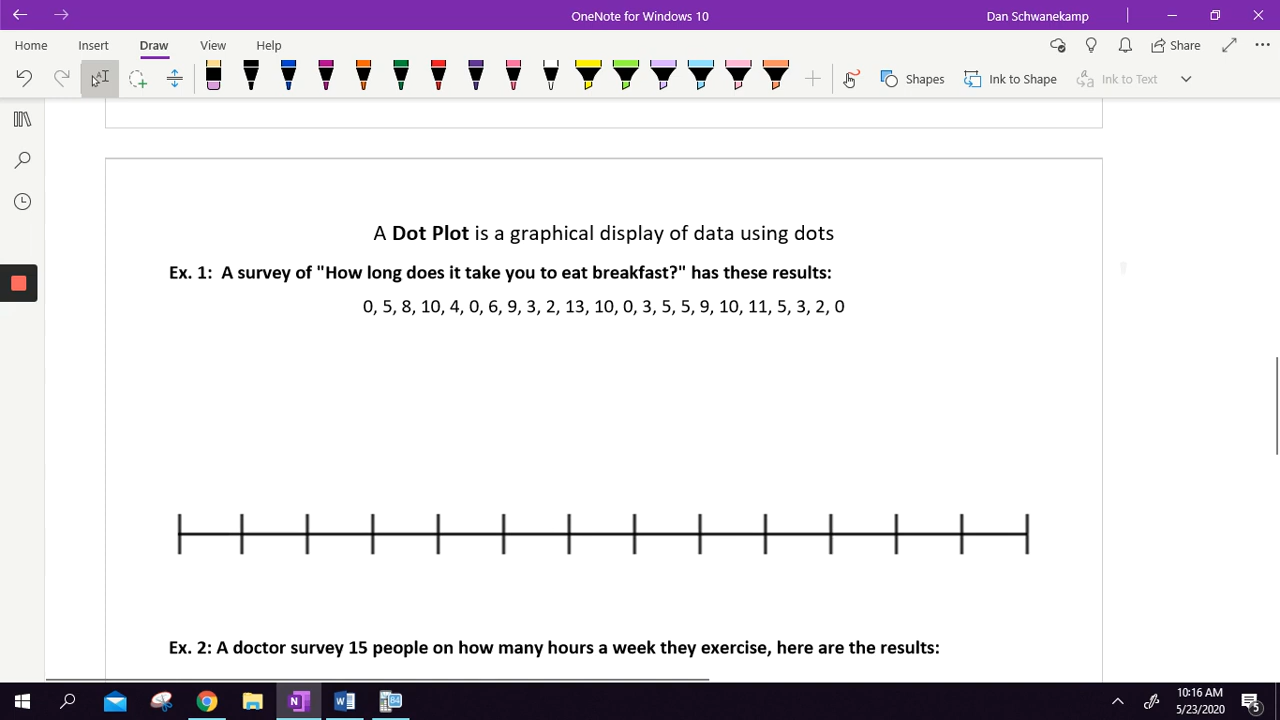 OneNote for Windows 10
Dan Schwanekamp
Home Insert Draw View Help
Share
Shapes Ink to Shape Ink to Text
A Dot Plot is a graphical display of data using dots
Ex. 1: A survey of "How long does it take you to eat breakfast?" has these results:
0, 5, 8, 10, 4, 0, 6, 9, 3, 2, 13, 10, 0, 3, 5, 5, 9, 10, 11, 5, 3, 2, 0
Ex. 2: A doctor survey 15 people on how many hours a week they exercise, here are the results:
10:16 AM
5/23/2020
5